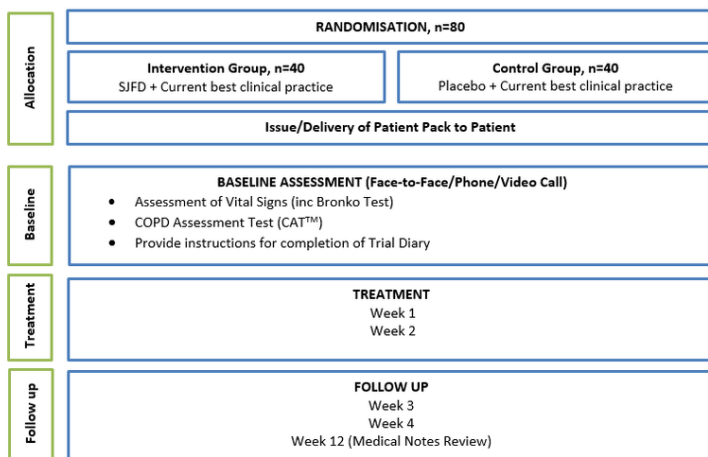 Allocation
RANDOMISATION, n=80
Intervention Group, n=40
SJFD + Current best clinical practice
Control Group, n=40
Placebo + Current best clinical practice
Issue/Delivery of Patient Pack to Patient
Baseline
BASELINE ASSESSMENT (Face-to-Face/Phone/Video Call)
• Assessment of Vital Signs (inc Bronko Test)
• COPD Assessment Test (CAT™)
• Provide instructions for completion of Trial Diary
Treatment
TREATMENT
Week 1
Week 2
Follow up
FOLLOW UP
Week 3
Week 4
Week 12 (Medical Notes Review)